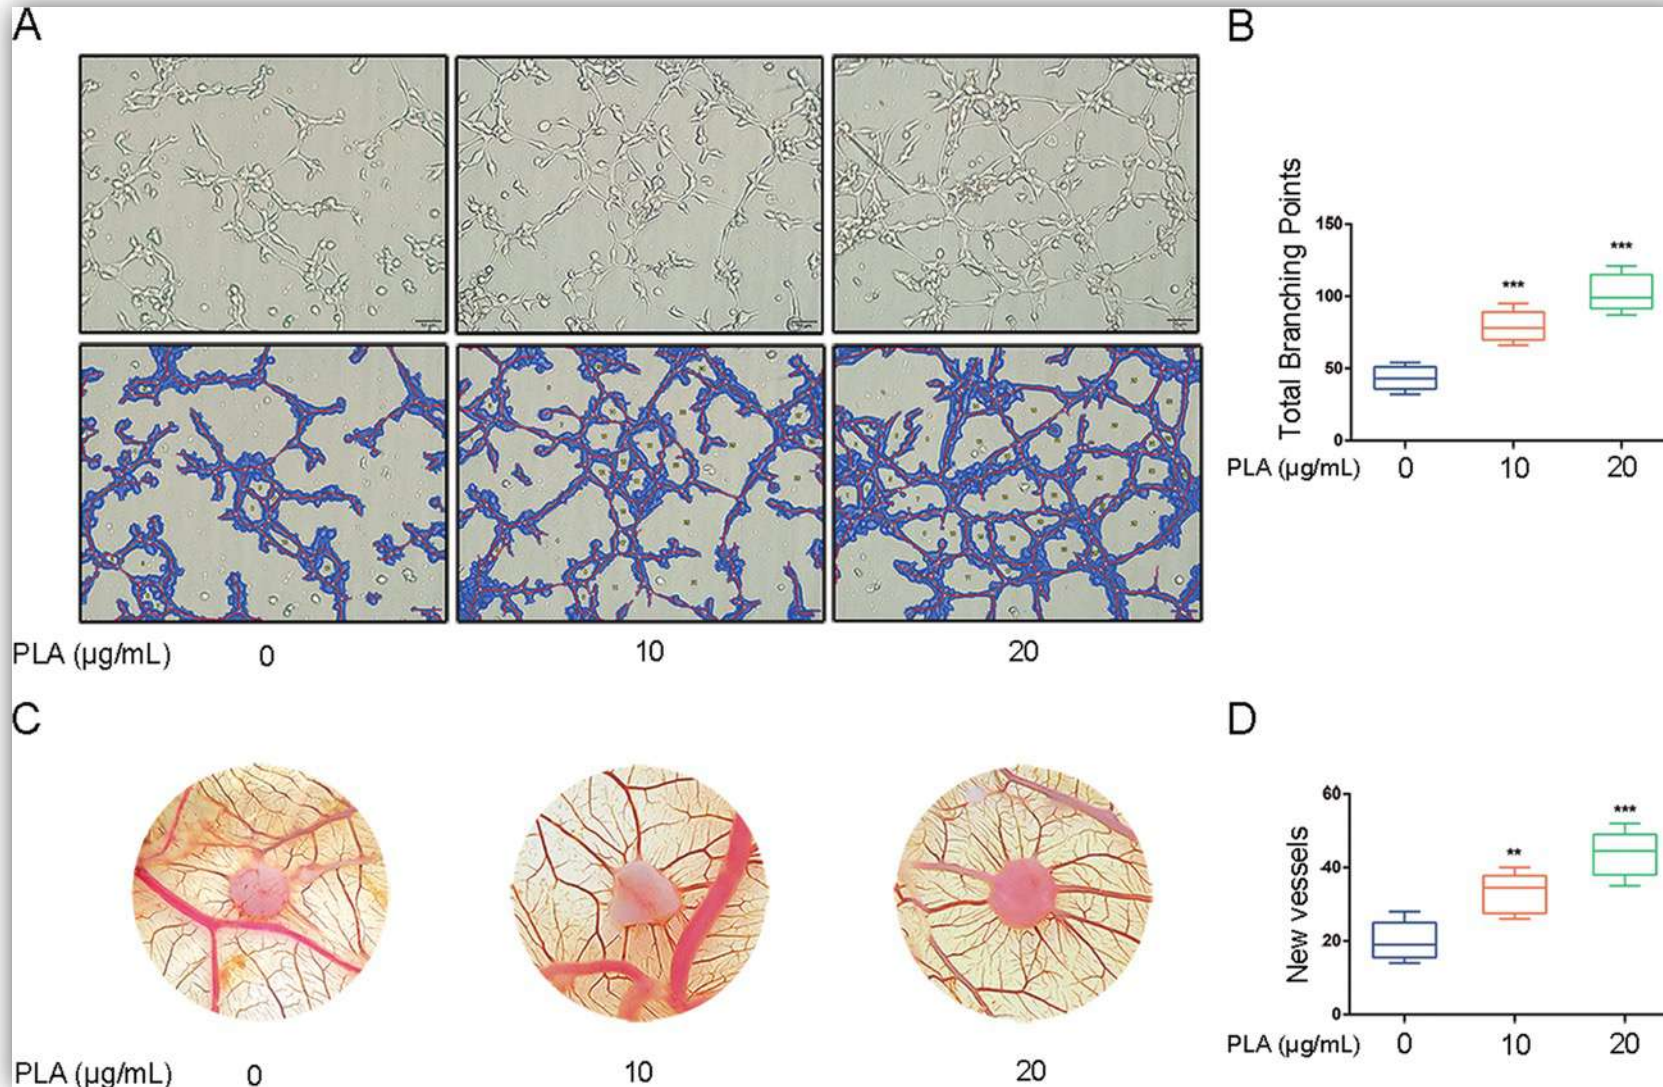 A
PLA (µg/mL) 0 10 20
B
Total Branching Points
150
***
***
100
50
0
PLA (µg/mL) 0 10 20
C
PLA (µg/mL) 0 10 20
D
New vessels
60
***
**
40
20
0
PLA (µg/mL) 0 10 20